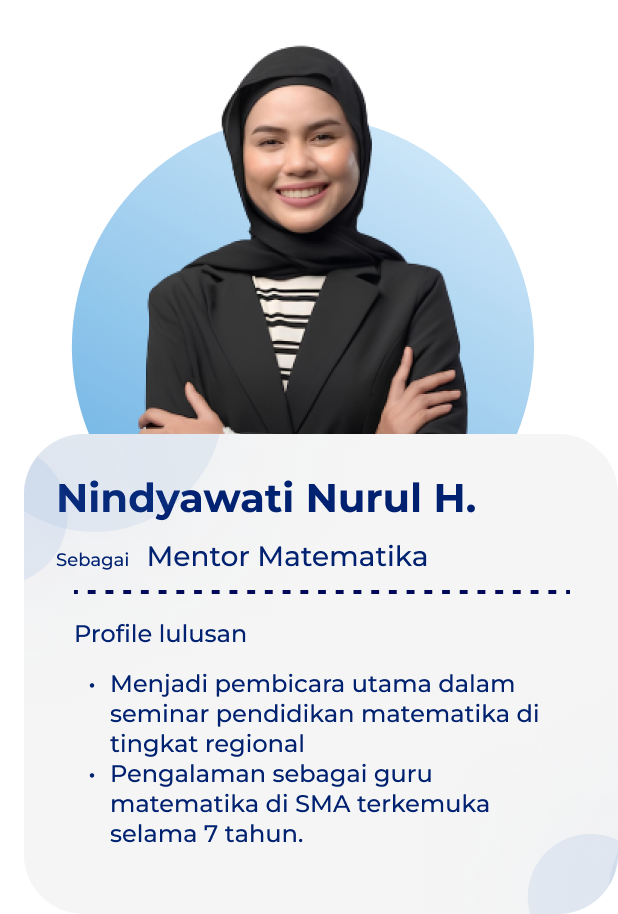 Nindyawati Nurul H.
Sebagai Mentor Matematika
Profile lulusan
• Menjadi pembicara utama dalam
seminar pendidikan matematika di
tingkat regional
• Pengalaman sebagai guru
matematika di SMA terkemuka
selama 7 tahun.